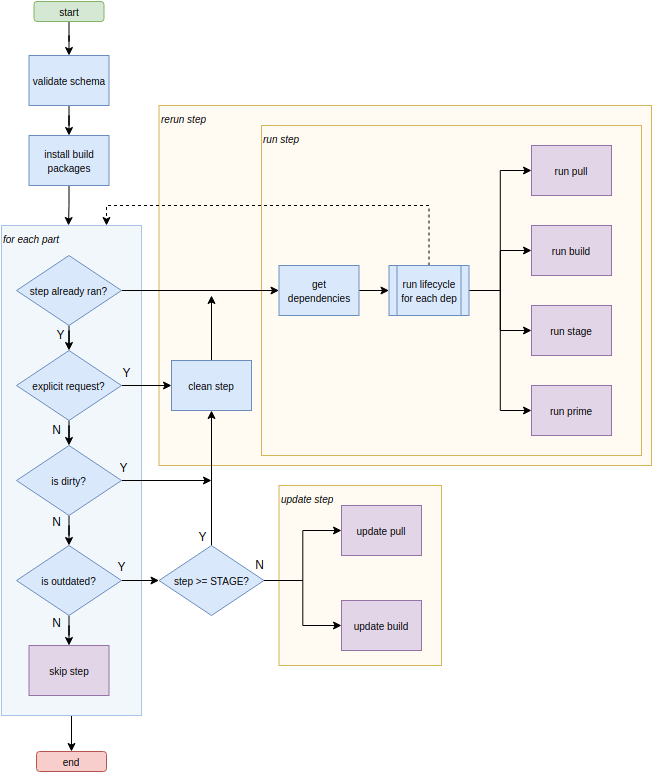 start
validate schema
install build
packages
rerun step
run step
for each part
step already ran?
get
dependencies
run lifecycle
for each dep
run pull
run build
run stage
run prime
Y
explicit request?
Y
clean step
N
is dirty?
Y
N
is outdated?
Y
step >= STAGE?
Y
N
update step
update pull
update build
N
skip step
end